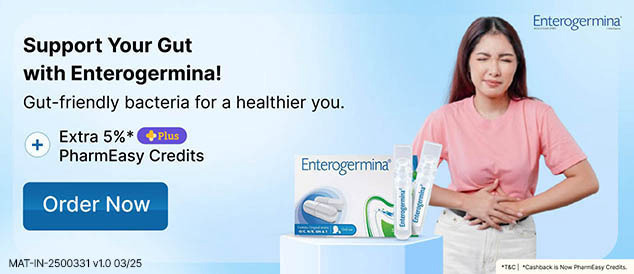 Enterogermina®
Support Your Gut
with Enterogermina!
Gut-friendly bacteria for a healthier you.
Extra 5%* Plus
PharmEasy Credits
Order Now
Enterogermina®
Enterogermina®
Enterogermina®
MAT-IN-2500331 v1.0 03/25
*T&C | *Cashback is Now PharmEasy Credits.